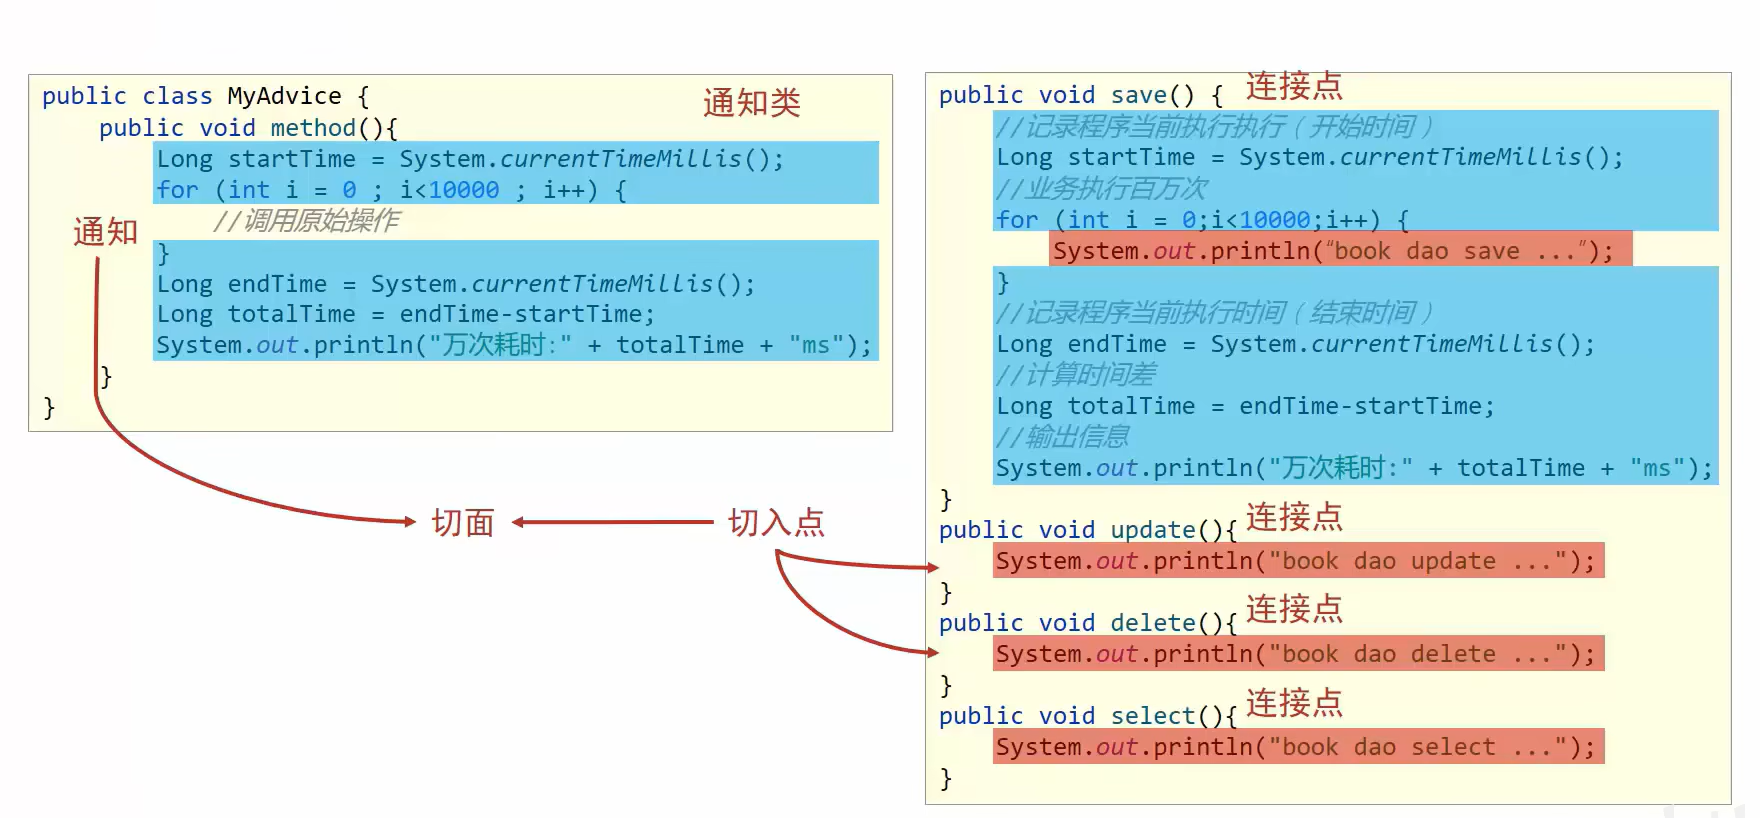 public class MyAdvice {
通知类
public void method(){
Long startTime = System.currentTimeMillis();
for (int i = 0 ; i<10000 ; i++) {
//调用原始操作
通知
}
Long endTime = System.currentTimeMillis();
Long totalTime = endTime-startTime;
System.out.println("万次耗时:" + totalTime + "ms");
}
}
切面
切入点
public void save() {
连接点
//记录程序当前执行执行（开始时间）
Long startTime = System.currentTimeMillis();
//业务执行百万次
for (int i = 0;i<10000;i++) {
System.out.println(“book dao save ...”);
}
//记录程序当前执行时间（结束时间）
Long endTime = System.currentTimeMillis();
//计算时间差
Long totalTime = endTime-startTime;
//输出信息
System.out.println("万次耗时:" + totalTime + "ms");
}
public void update(){
连接点
System.out.println("book dao update ...");
}
public void delete(){
连接点
System.out.println("book dao delete ...");
}
public void select(){
连接点
System.out.println("book dao select ...");
}